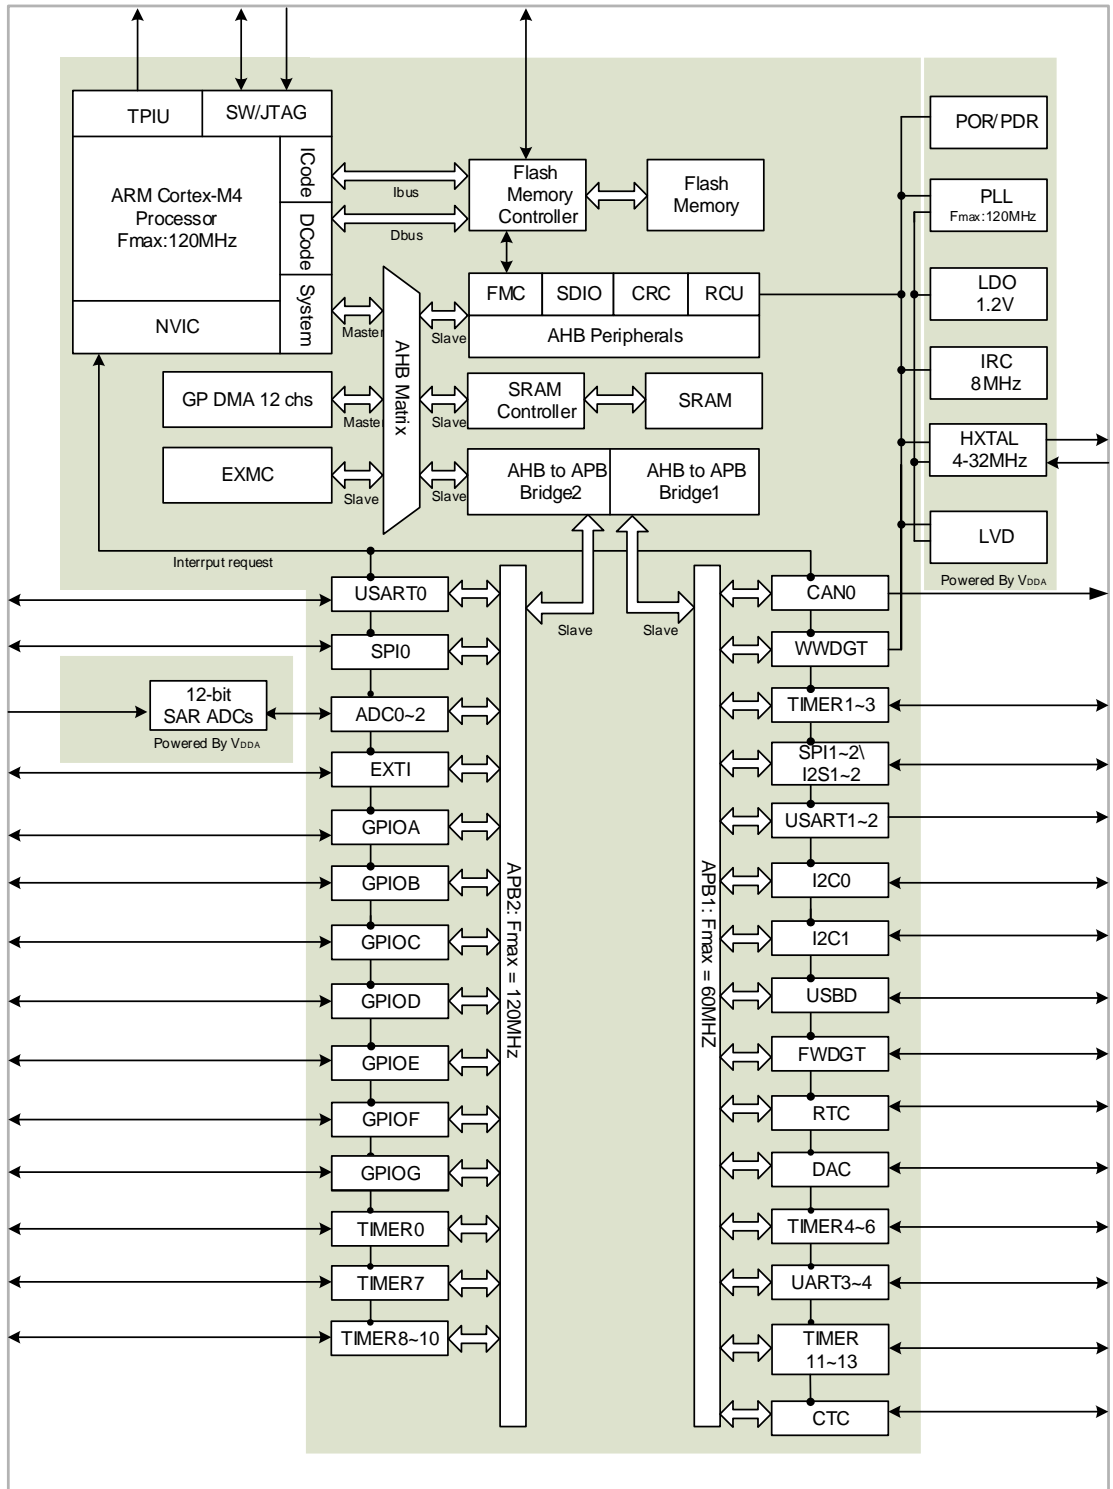 TPIU
SW/JTAG
ARM Cortex-M4
Processor
Fmax:120MHz
ICode
DCode
System
NVIC
Ibus
Dbus
Flash
Memory
Controller
Flash
Memory
POR/PDR
PLL
Fmax:120MHz
LDO
1.2V
IRC
8MHz
HXTAL
4-32MHz
LVD
Powered By VDDA
FMC
SDIO
CRC
RCU
AHB Peripherals
Master
Slave
AHB Matrix
GP DMA 12 chs
Master
Slave
SRAM
Controller
SRAM
EXMC
Slave
Slave
AHB to APB
Bridge2
AHB to APB
Bridge1
Interrput request
Slave
Slave
USART0
SPI0
12-bit
SAR ADCs
Powered By VDDA
ADC0~2
EXTI
GPIOA
GPIOB
GPIOC
GPIOD
GPIOE
GPIOF
GPIOG
TIMER0
TIMER7
TIMER8~10
APB2: Fmax = 120MHz
APB1: Fmax = 60MHZ
CAN0
WWDGT
TIMER1~3
SPI1~2\
I2S1~2
USART1~2
I2C0
I2C1
USBD
FWDGT
RTC
DAC
TIMER4~6
UART3~4
TIMER
11~13
CTC